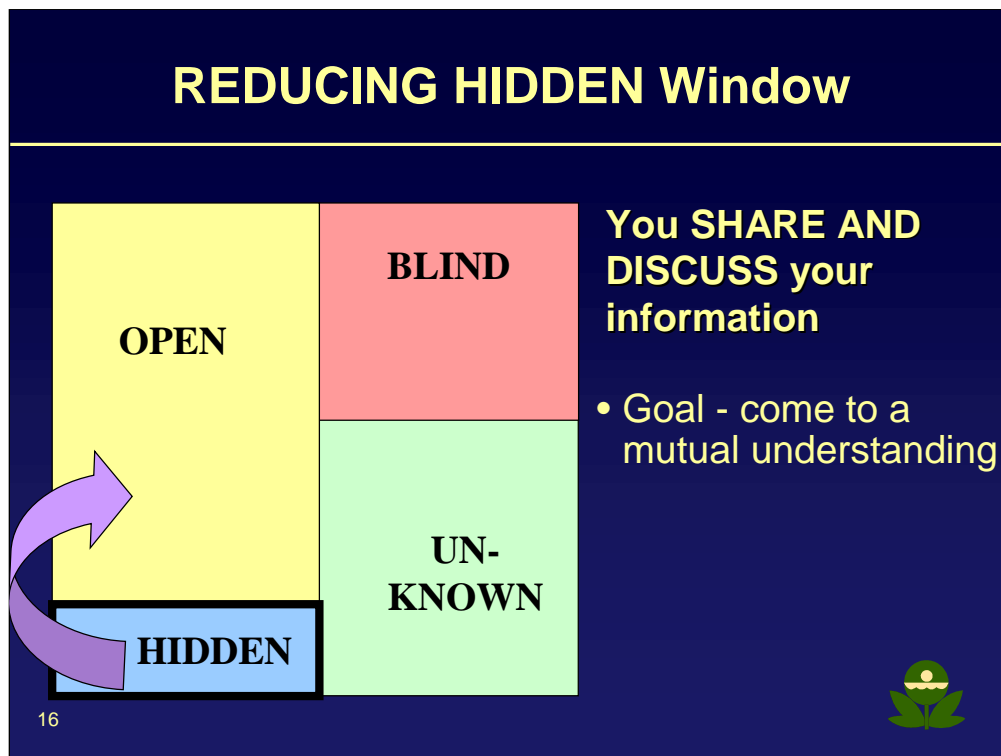 REDUCING HIDDEN Window
OPEN
BLIND
UN-
KNOWN
HIDDEN
You SHARE AND
DISCUSS your
information
• Goal - come to a
mutual understanding
16